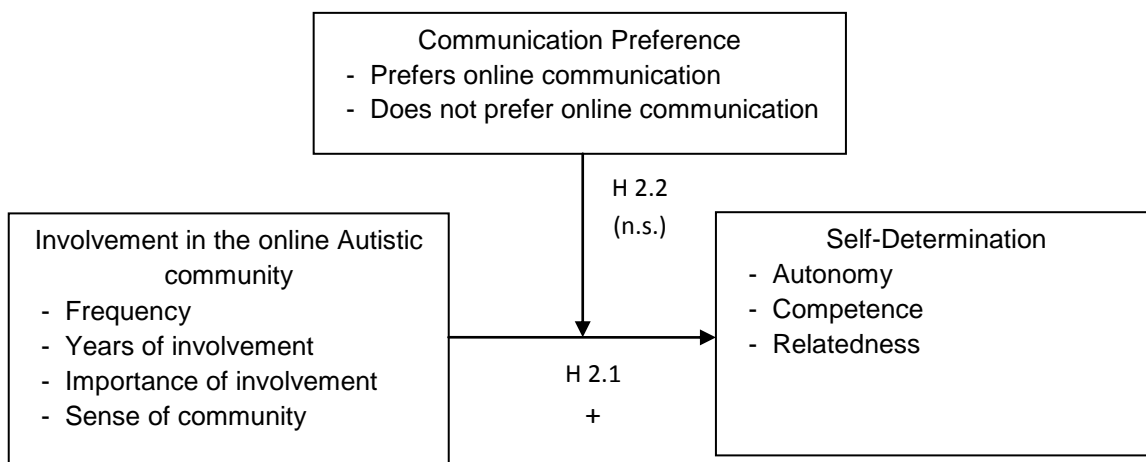 Communication Preference
- Prefers online communication
- Does not prefer online communication
H 2.2
(n.s.)
Involvement in the online Autistic
community
- Frequency
- Years of involvement
- Importance of involvement
- Sense of community
H 2.1
+
Self-Determination
- Autonomy
- Competence
- Relatedness